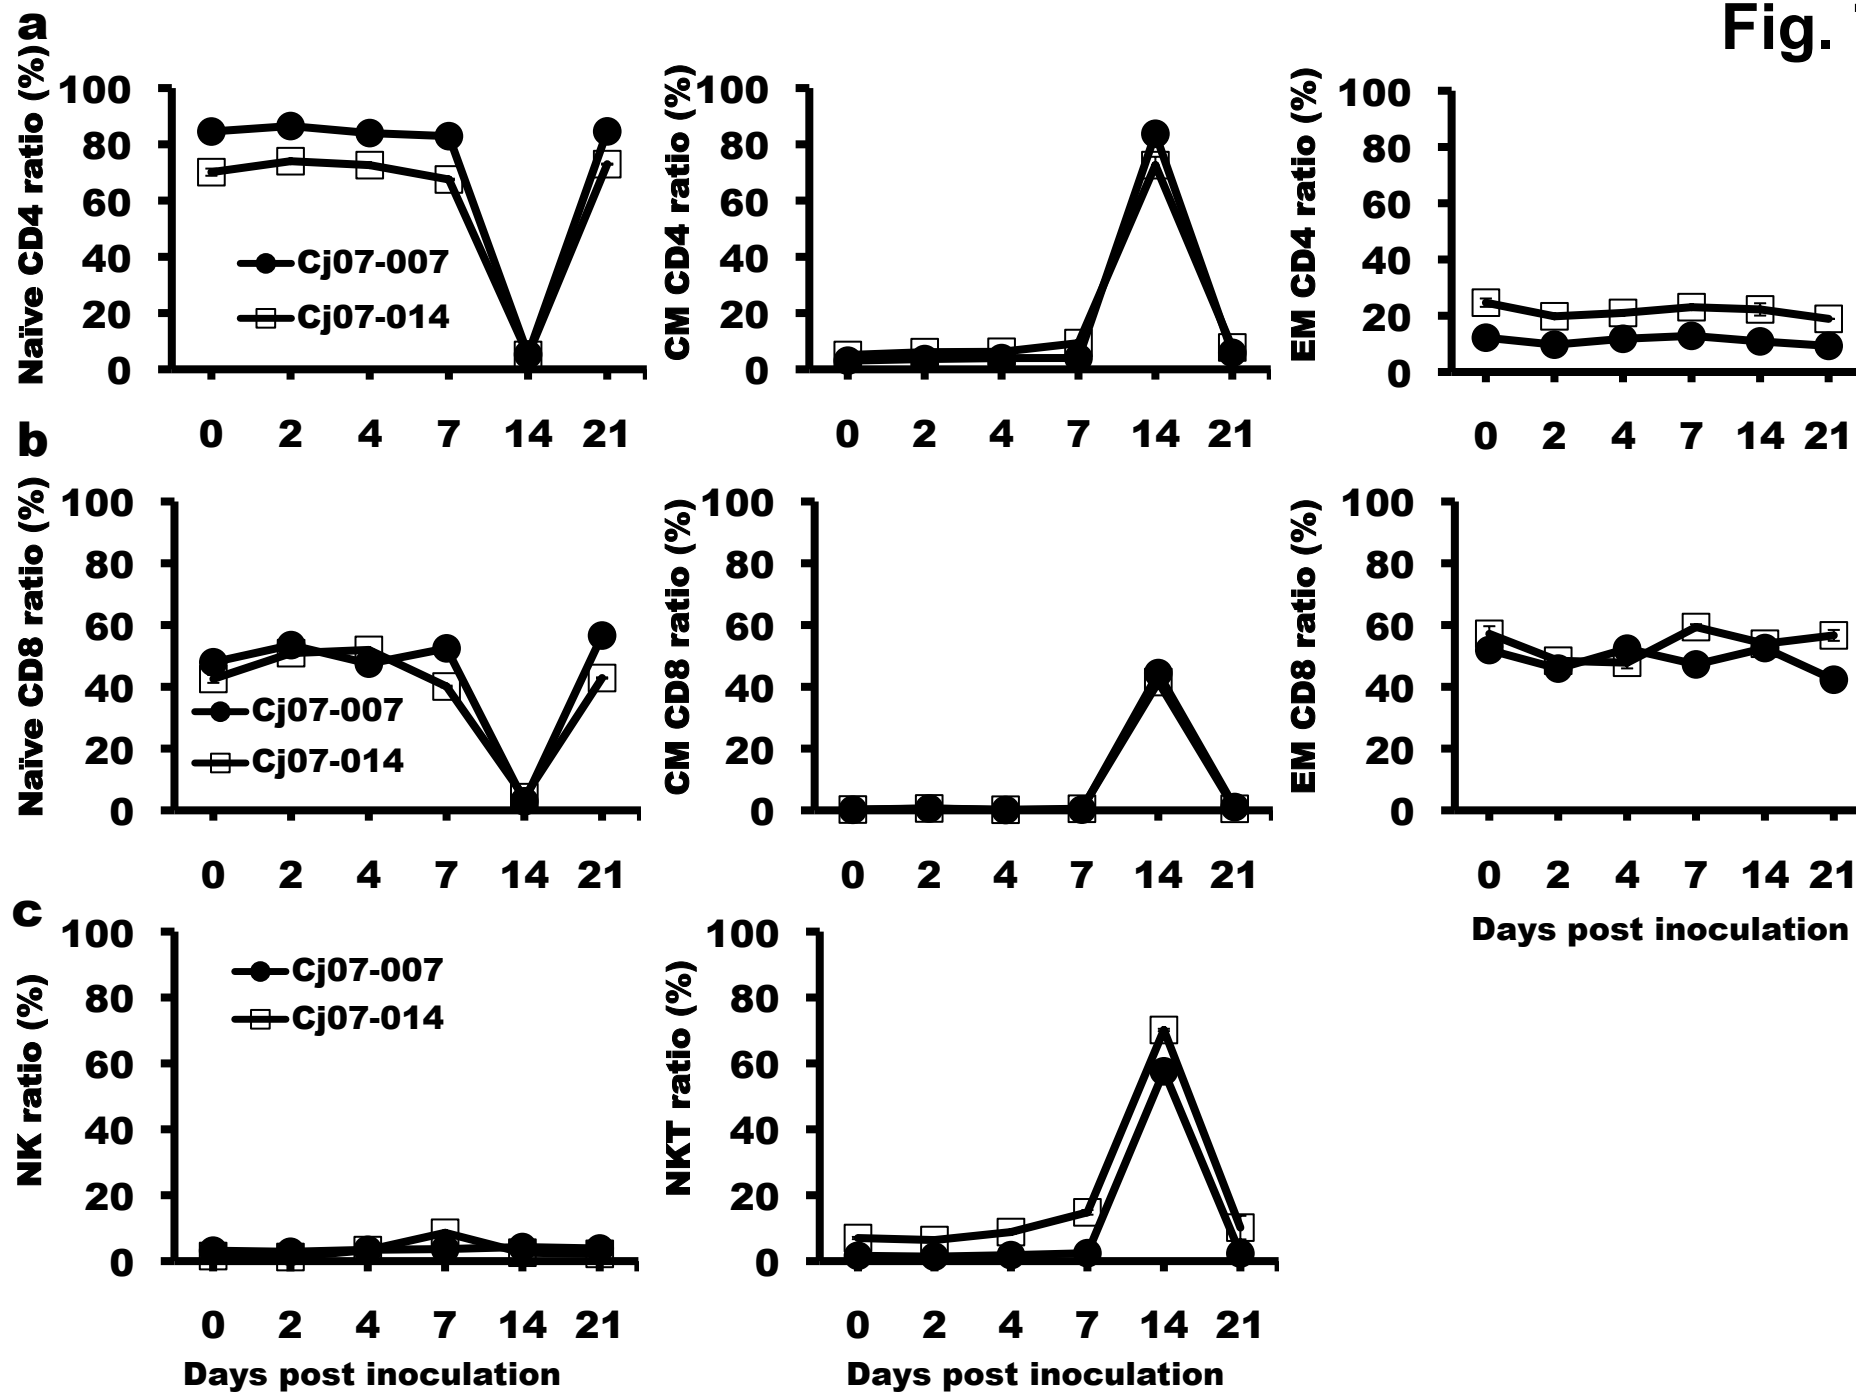 a
Fig.
Naïve CD4 ratio (%)
100
80
60
40
20
0
Cj07-007
Cj07-014
0 2 4 7 14 21
CM CD4 ratio (%)
100
80
60
40
20
0
0 2 4 7 14 21
EM CD4 ratio (%)
100
80
60
40
20
0
0 2 4 7 14 21
b
Naïve CD8 ratio (%)
100
80
60
40
20
0
Cj07-007
Cj07-014
0 2 4 7 14 21
CM CD8 ratio (%)
100
80
60
40
20
0
0 2 4 7 14 21
EM CD8 ratio (%)
100
80
60
40
20
0
0 2 4 7 14 21
Days post inoculation
c
NK ratio (%)
100
80
60
40
20
0
Cj07-007
Cj07-014
0 2 4 7 14 21
Days post inoculation
NKT ratio (%)
100
80
60
40
20
0
0 2 4 7 14 21
Days post inoculation